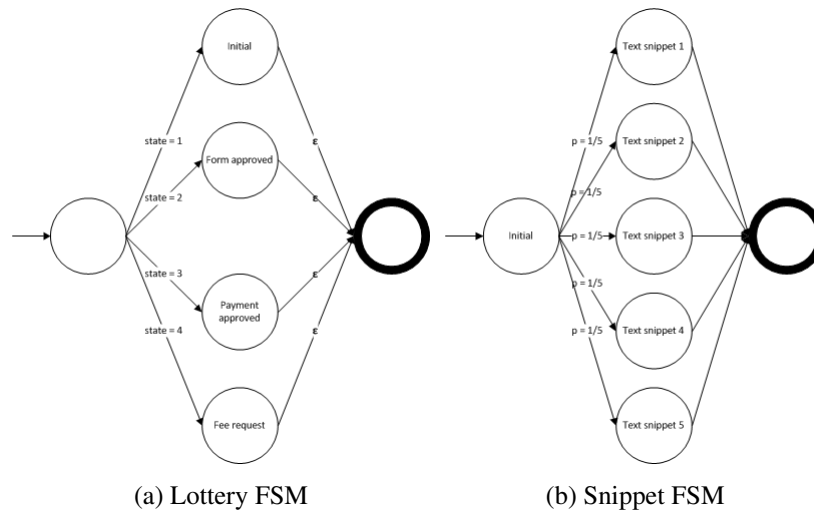 Initial
state = 1
ε
Form approved
state = 2
ε
state = 3
ε
Payment
approved
state = 4
ε
Fee request
(a) Lottery FSM
Text snippet 1
p = 1/5
Text snippet 2
p = 1/5
Initial
p = 1/5
Text snippet 3
p = 1/5
Text snippet 4
p = 1/5
Text snippet 5
(b) Snippet FSM